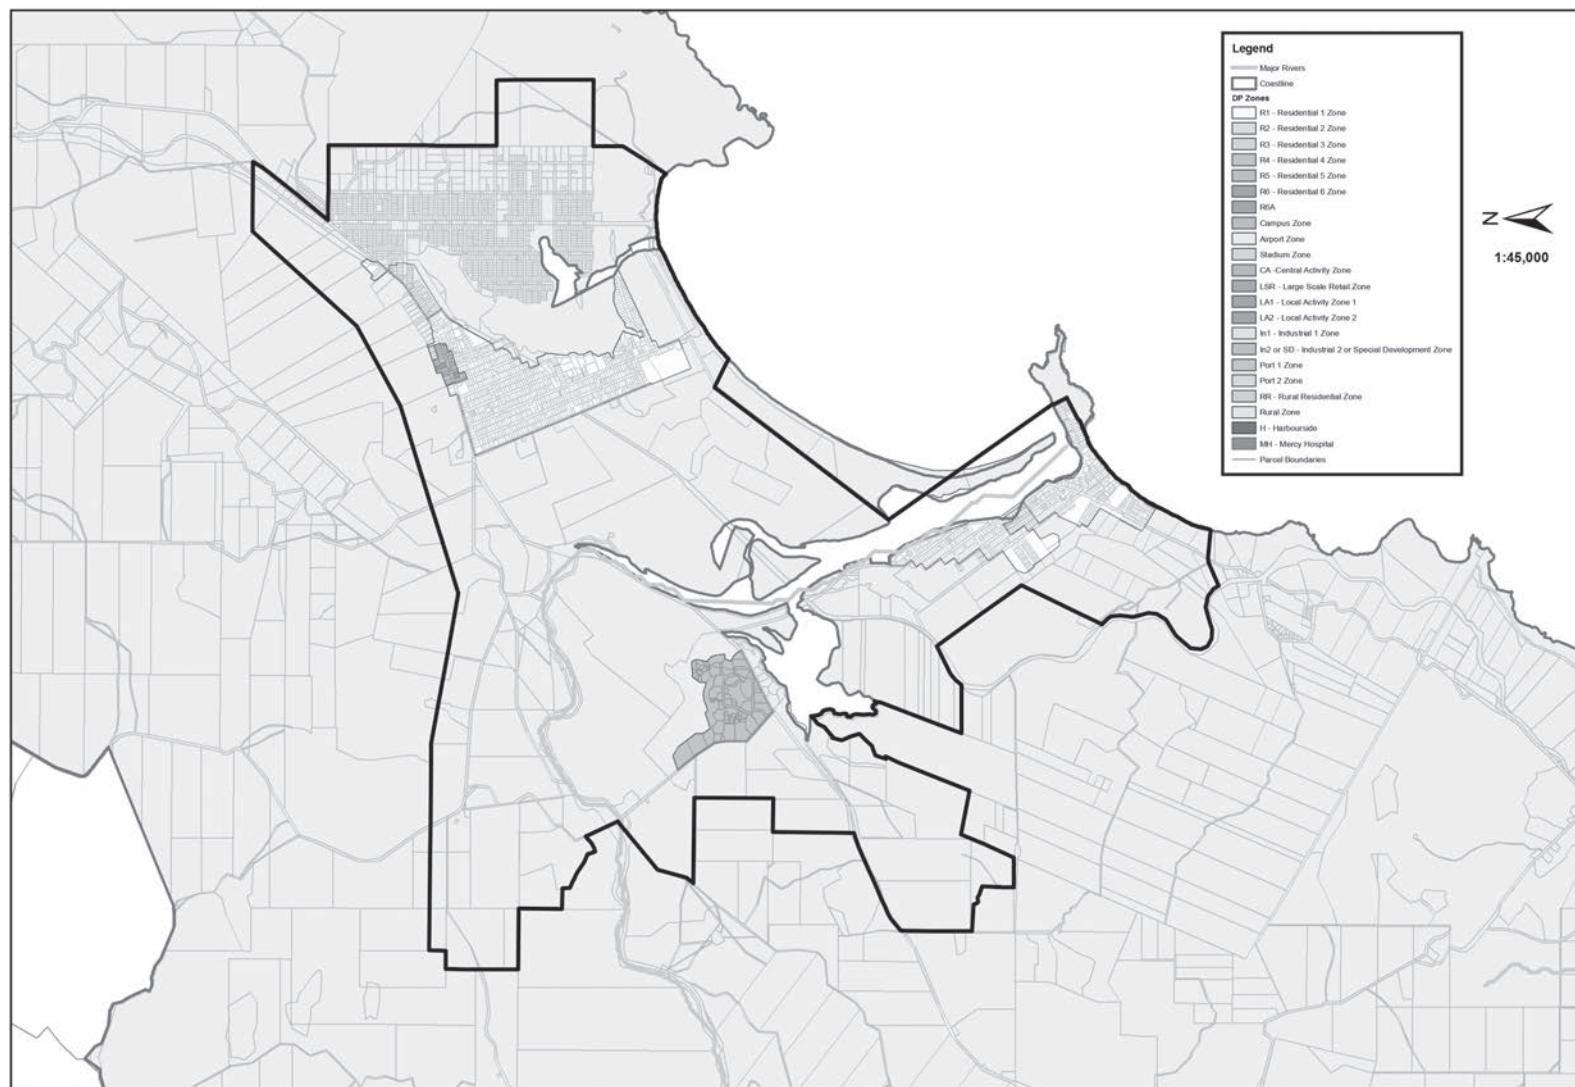 Legend
Major Rivers
Coastline
DP Zones
R1 - Residential 1 Zone
R2 - Residential 2 Zone
R3 - Residential 3 Zone
R4 - Residential 4 Zone
R5 - Residential 5 Zone
R6 - Residential 6 Zone
R6A
Campus Zone
Airport Zone
Stadium Zone
CA -Central Activity Zone
LSR - Large Scale Retail Zone
LA1 - Local Activity Zone 1
LA2 - Local Activity Zone 2
In1 - Industrial 1 Zone
In2 or SD - Industrial 2 or Special Development Zone
Port 1 Zone
Port 2 Zone
RR - Rural Residential Zone
Rural Zone
H - Harbourside
MH - Mercy Hospital
Parcel Boundaries
N
1:45,000